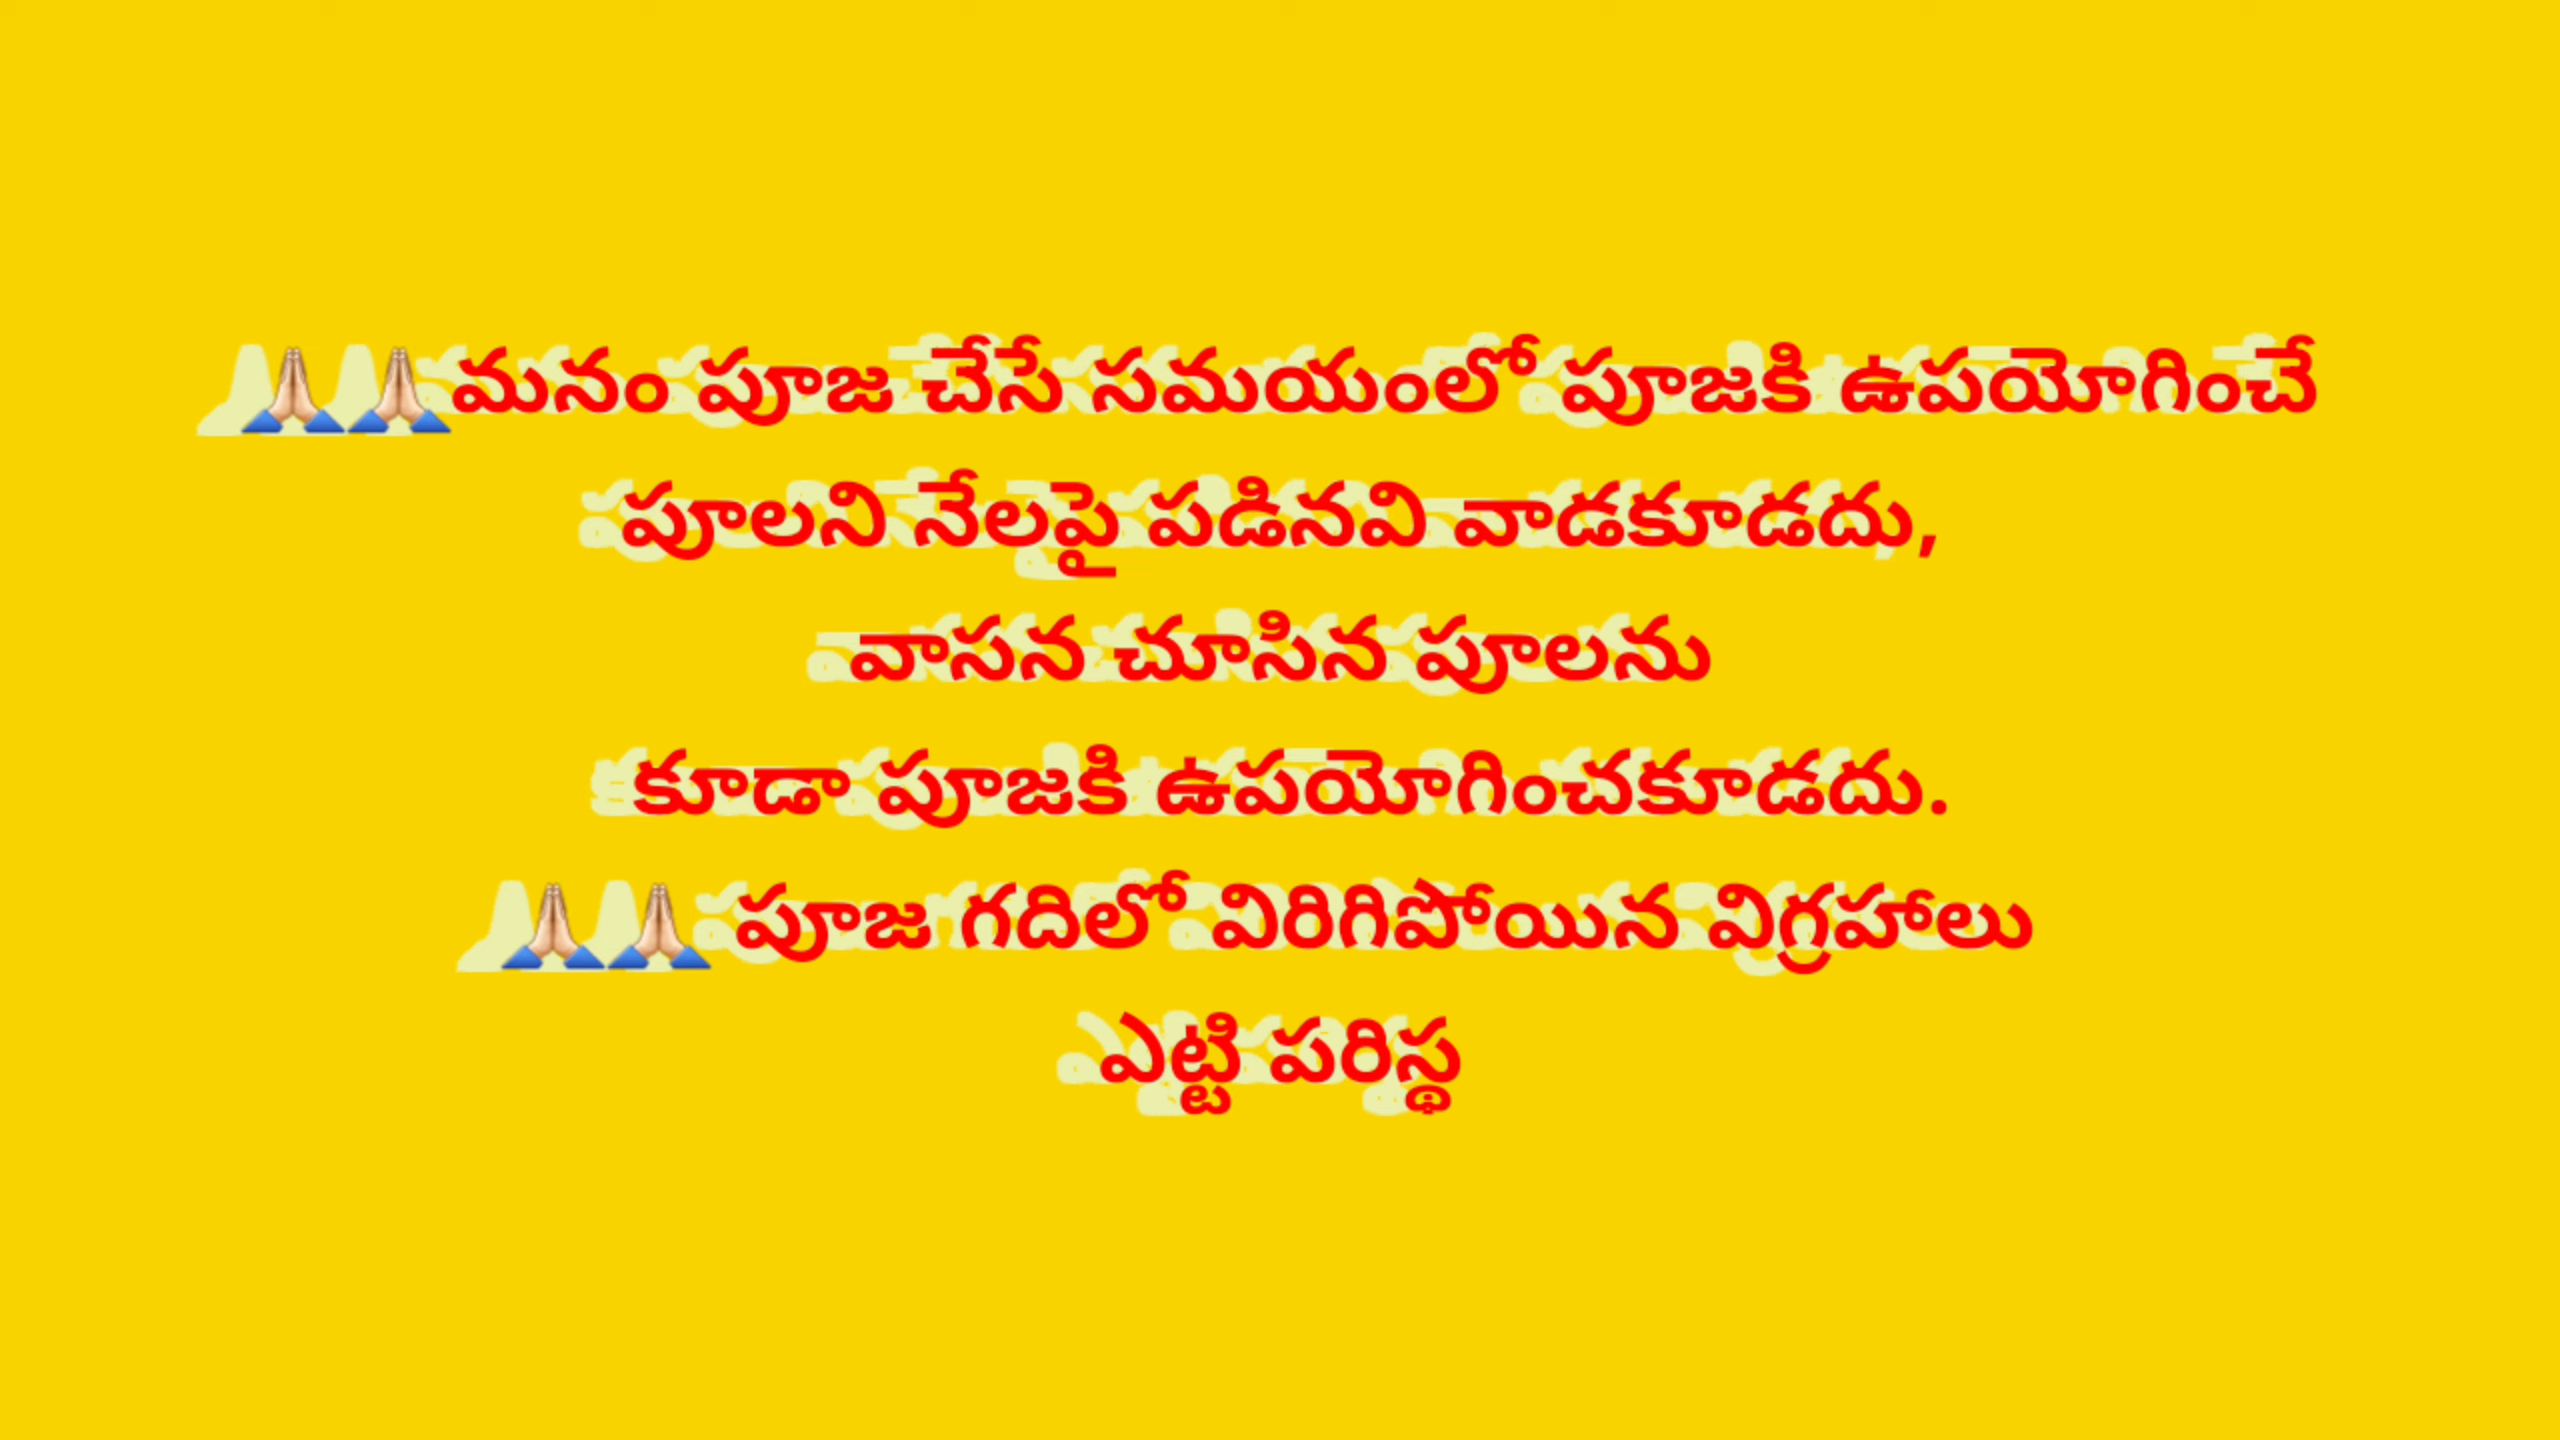 🙏🏻🙏🏻మనం పూజ చేసే సమయంలో పూజకి ఉపయోగించే
పూలని నేలపై పడినవి వాడకూడదు,
వాసన చూసిన పూలను
కూడా పూజకి ఉపయోగించకూడదు.
🙏🏻🙏🏻 పూజ గదిలో విరిగిపోయిన విగ్రహాలు
ఎట్టి పరిస్థ